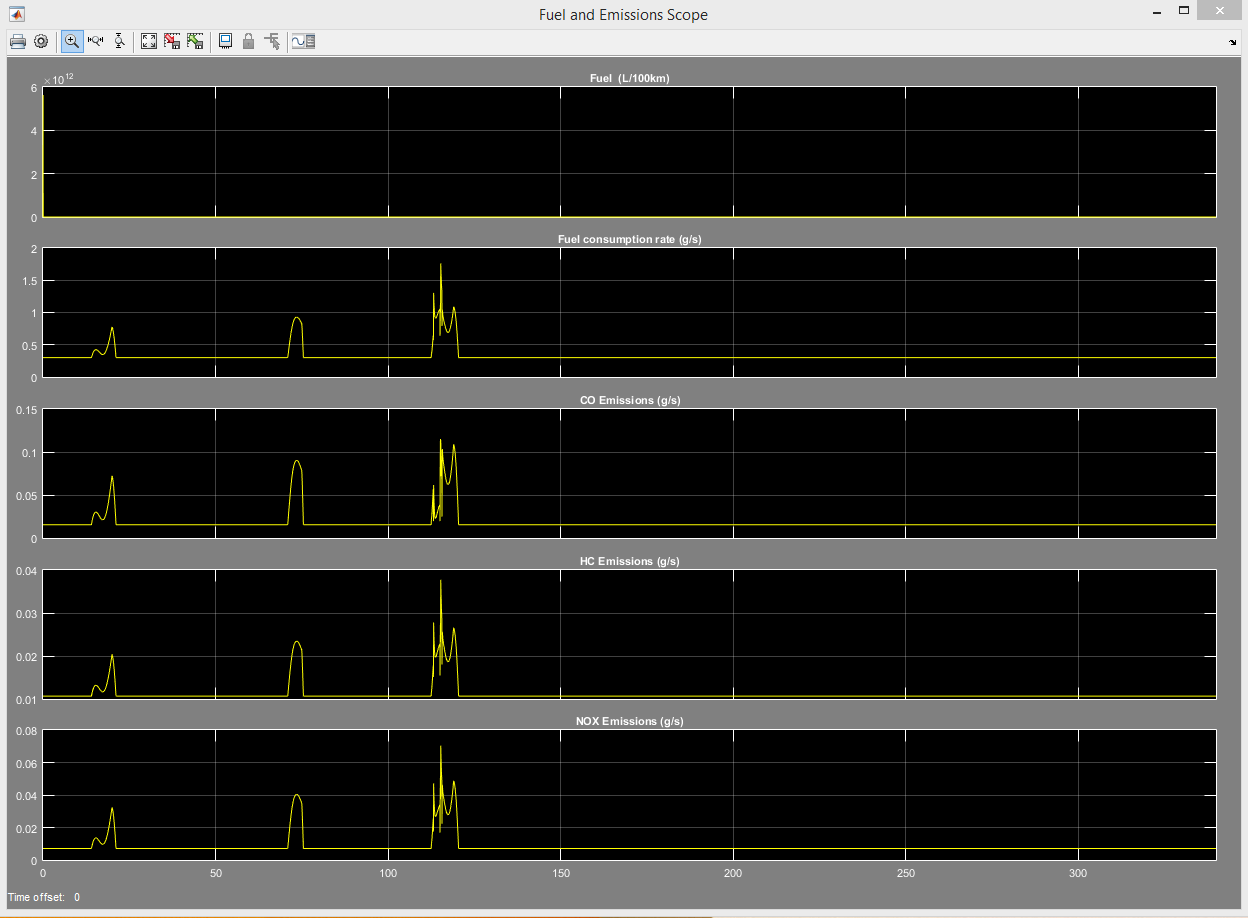 Fuel and Emissions Scope
Fuel (L/100km)
×10^12
6
4
2
0
Fuel consumption rate (g/s)
2
1.5
1
0.5
0
CO Emissions (g/s)
0.15
0.1
0.05
0
HC Emissions (g/s)
0.04
0.03
0.02
0.01
NOX Emissions (g/s)
0.08
0.06
0.04
0.02
0
0 50 100 150 200 250 300
Time offset: 0